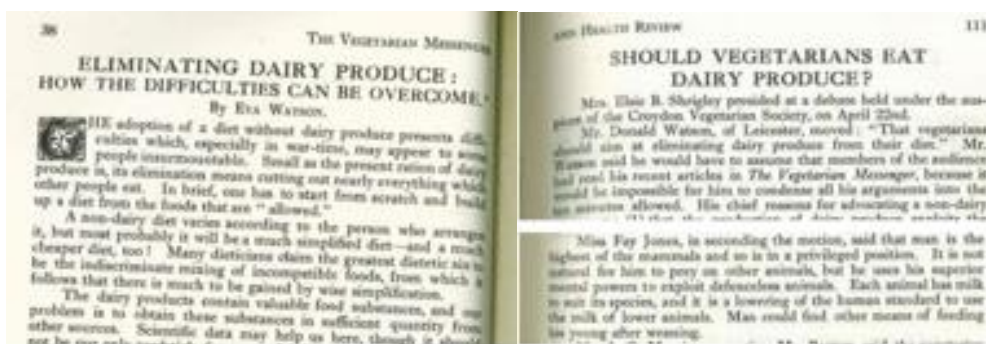 38
THE VEGETARIAN MESSENGER
ELIMINATING DAIRY PRODUCE:
HOW THE DIFFICULTIES CAN BE OVERCOME.
By EVA WATSON.
THE adoption of a diet without dairy produce presents diffi-
culties which, especially in war-time, may appear to some
people insurmountable. Small as the present ration of dairy
produce is, its elimination means cutting out nearly everything which
other people eat. In brief, one has to start from scratch and build
up a diet from the foods that are "allowed."
A non-dairy diet varies according to the person who arranges
it, but most probably it will be a much simplified diet—and a much
cheaper diet, too! Many dieticians claim the greatest dietetic sin to
be the indiscriminate mixing of incompatible foods, from which it
follows that there is much to be gained by wise simplification.
The dairy products contain valuable food substances, and our
problem is to obtain these substances in sufficient quantity from
other sources. Scientific data may help us here, though it should
AND HEALTH REVIEW
111
SHOULD VEGETARIANS EAT
DAIRY PRODUCE?
Mrs. Elsie B. Shrigley presided at a debate held under the aus-
pices of the Croydon Vegetarian Society, on April 22nd.
Mr. Donald Watson, of Leicester, moved: "That vegetarians
should aim at eliminating dairy produce from their diet." Mr.
Watson said he would have to assume that members of the audience
had read his recent articles in The Vegetarian Messenger, because it
would be impossible for him to condense all his arguments into the
ten minutes allowed. His chief reasons for advocating a non-dairy
Miss Fay Jones, in seconding the motion, said that man is the
highest of the mammals and so is in a privileged position. It is not
natural for him to prey on other animals, but he uses his superior
mental powers to exploit defenceless animals. Each animal has milk
to suit its species, and it is a lowering of the human standard to use
the milk of lower animals. Man could find other means of feeding
his young after weaning.